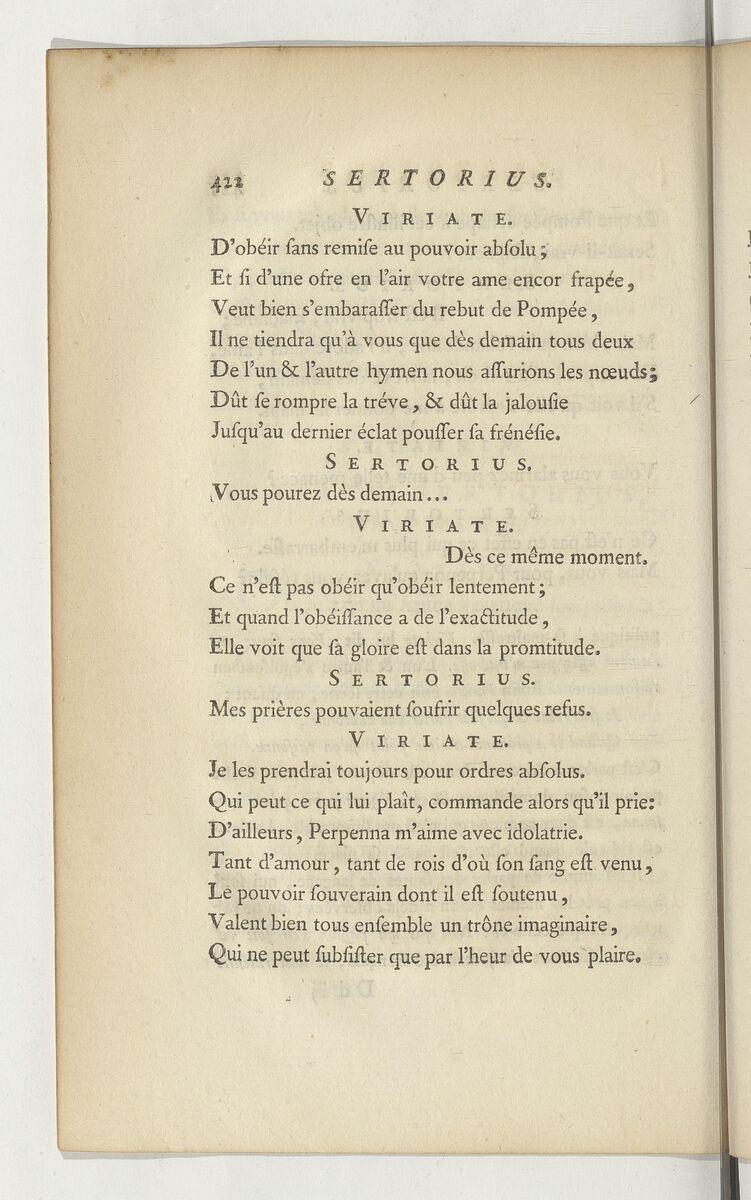 422 SERTORIUS.
VIRIATE.
D'obéir ſans remiſe au pouvoir abſolu ;
Et ſi d'une ofre en l'air votre ame encor frapée,
Veut bien s'embaraſſer du rebut de Pompée,
Il ne tiendra qu'à vous que dès demain tous deux
De l'un & l'autre hymen nous aſſurions les nœuds ;
Dût ſe rompre la tréve, & dût la jalouſie
Juſqu'au dernier éclat pouſſer ſa frénéſie.
SERTORIUS.
Vous pourez dès demain...
VIRIATE.
Dès ce même moment.
Ce n'eſt pas obéir qu'obéir lentement ;
Et quand l'obéiſſance a de l'exactitude,
Elle voit que ſa gloire eſt dans la promtitude.
SERTORIUS.
Mes prières pouvaient ſoufrir quelques refus.
VIRIATE.
Je les prendrai toujours pour ordres abſolus.
Qui peut ce qui lui plaît, commande alors qu'il prie:
D'ailleurs, Perpenna m'aime avec idolatrie.
Tant d'amour, tant de rois d'où ſon ſang eſt venu,
Le pouvoir ſouverain dont il eſt ſoutenu,
Valent bien tous enſemble un trône imaginaire,
Qui ne peut ſubſiſter que par l'heur de vous plaire.